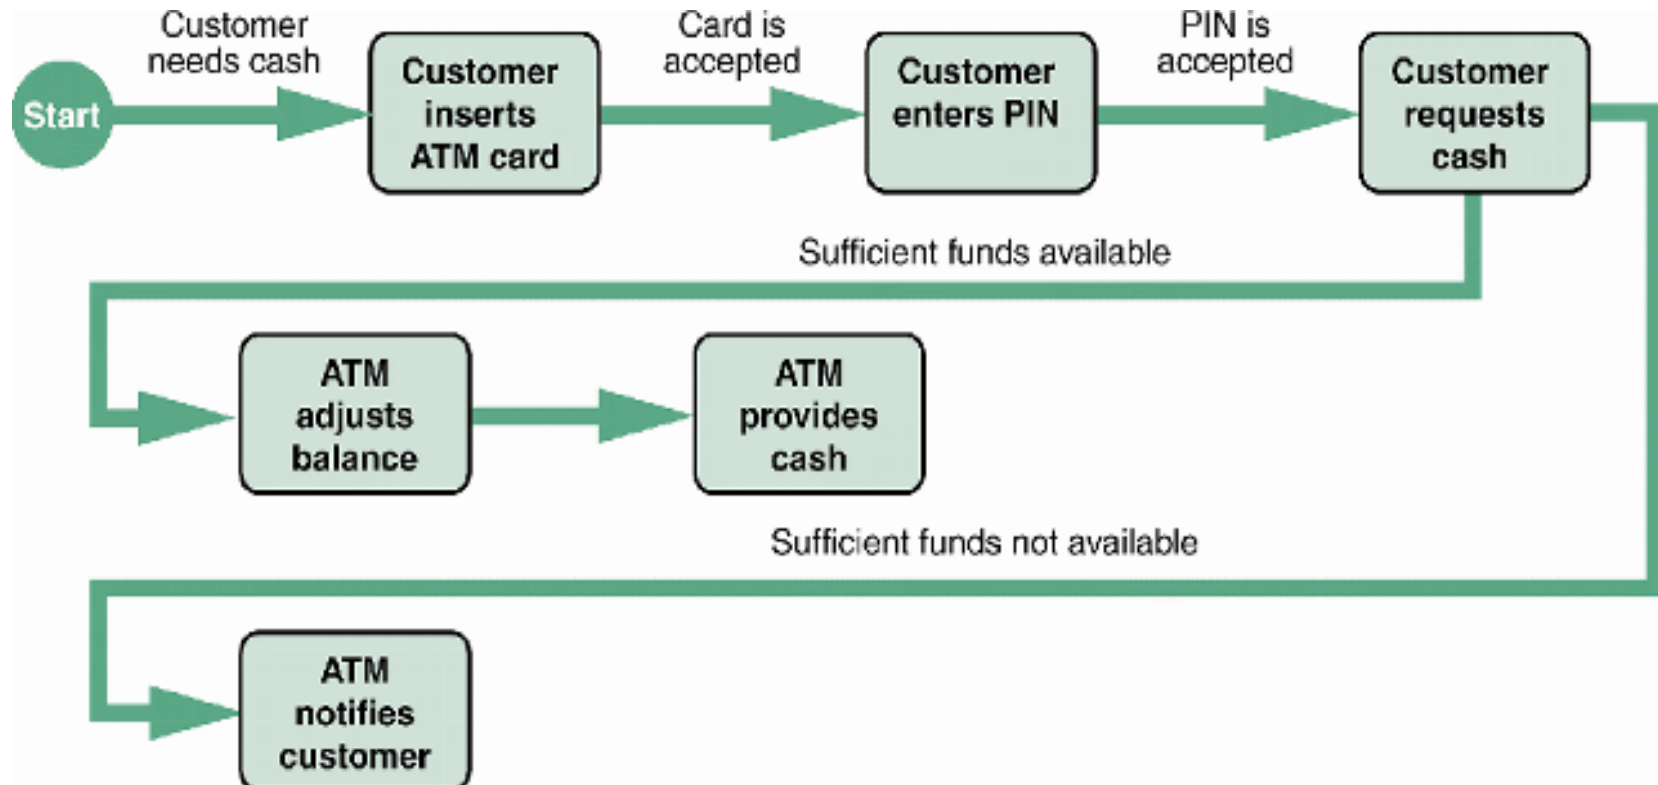 Customer
needs cash
Card is
accepted
PIN is
accepted
Start
Customer
inserts
ATM card
Customer
enters PIN
Customer
requests
cash
Sufficient funds available
ATM
adjusts
balance
ATM
provides
cash
Sufficient funds not available
ATM
notifies
customer